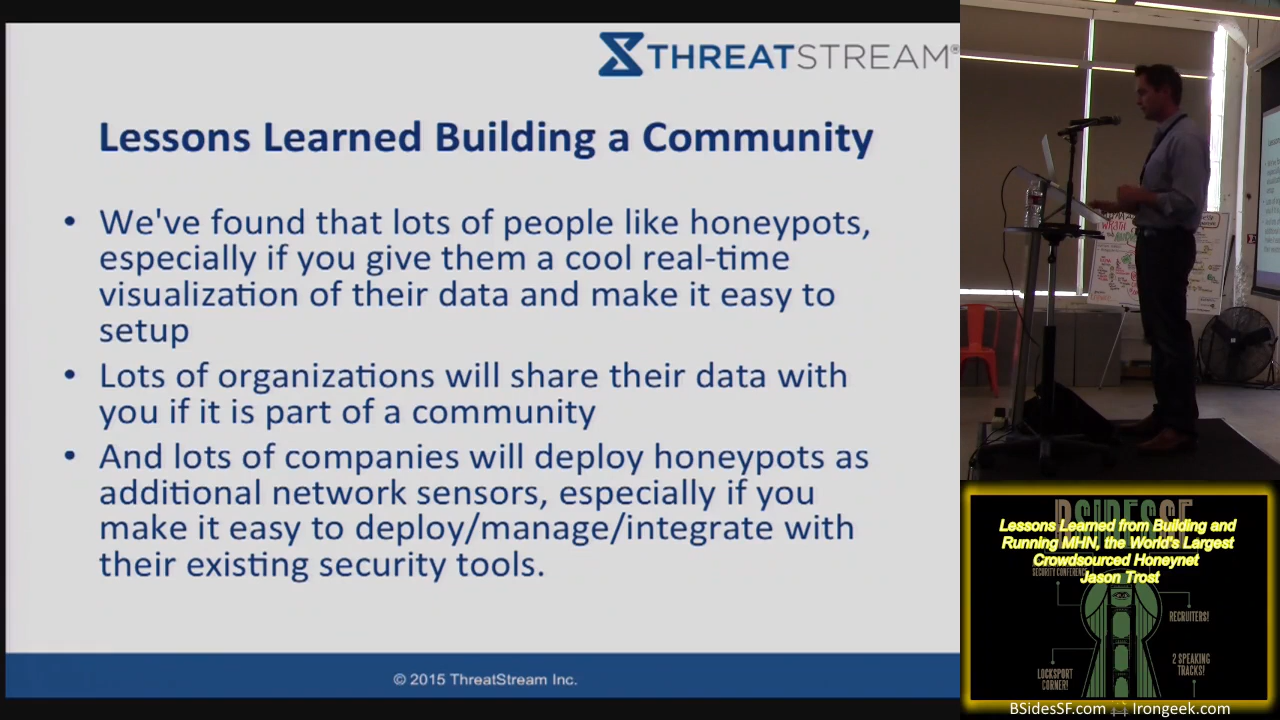 THREATSTREAM®
Lessons Learned Building a Community
• We've found that lots of people like honeypots,
especially if you give them a cool real-time
visualization of their data and make it easy to
setup
• Lots of organizations will share their data with
you if it is part of a community
• And lots of companies will deploy honeypots as
additional network sensors, especially if you
make it easy to deploy/manage/integrate with
their existing security tools.
© 2015 ThreatStream Inc.
BSIDESSF
Lessons Learned from Building and
Running MHN, the World's Largest
Crowdsourced Honeynet
Jason Trost
SECURITY CONFERENCE
RECRUITERS!
LOCKSPORT
CORNER!
2 SPEAKING
TRACKS!
BSidesSF.com Irongeek.com